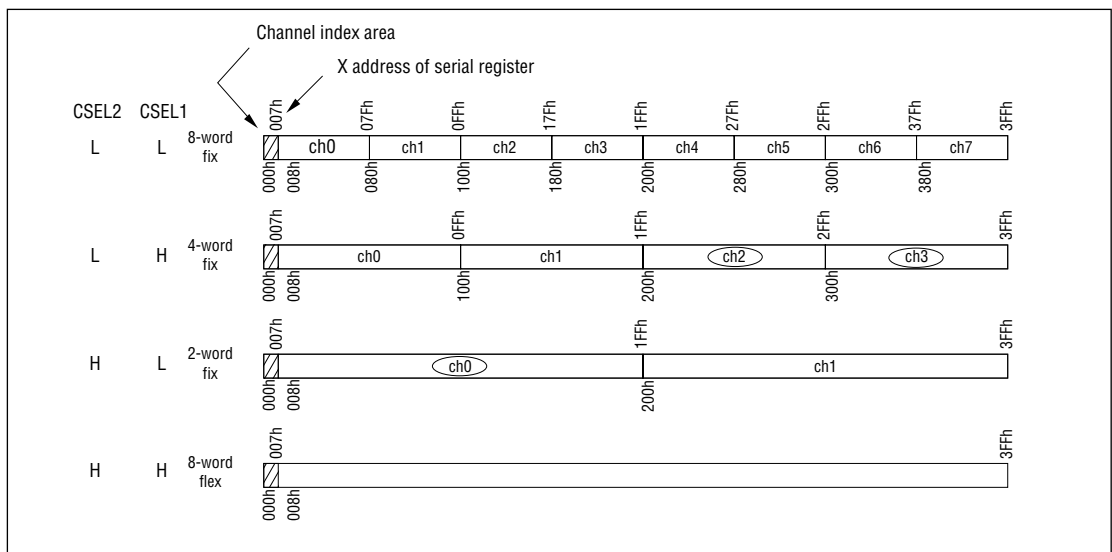 Channel index area
X address of serial register
CSEL2 CSEL1
007h 07Fh 0FFh 17Fh 1FFh 27Fh 2FFh 37Fh 3FFh
L L 8-word fix ch0 ch1 ch2 ch3 ch4 ch5 ch6 ch7
000h 008h 080h 100h 180h 200h 280h 300h 380h
007h 0FFh 1FFh 2FFh 3FFh
L H 4-word fix ch0 ch1 ch2 ch3
000h 008h 100h 200h 300h
007h 1FFh 3FFh
H L 2-word fix ch0 ch1
000h 008h 200h
007h 3FFh
H H 8-word flex
000h 008h